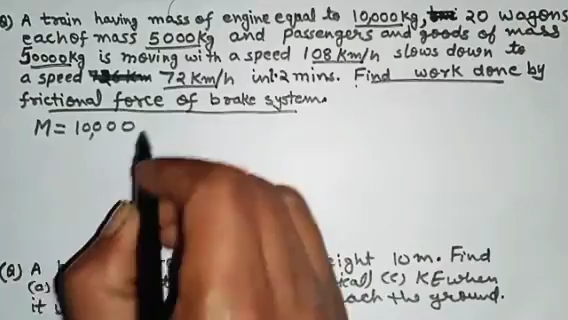 Q) A train having mass of engine equal to 10,000kg, 20 wagons
each of mass 5000kg and passengers and goods of mass
50000kg is moving with a speed 108 km/h slows down to
a speed 72 km/h in 2 mins. Find work done by
frictional force of brake system.
M = 10,000
(Q) A ight 10m. Find
(a) (c) KE when
it ach the ground.